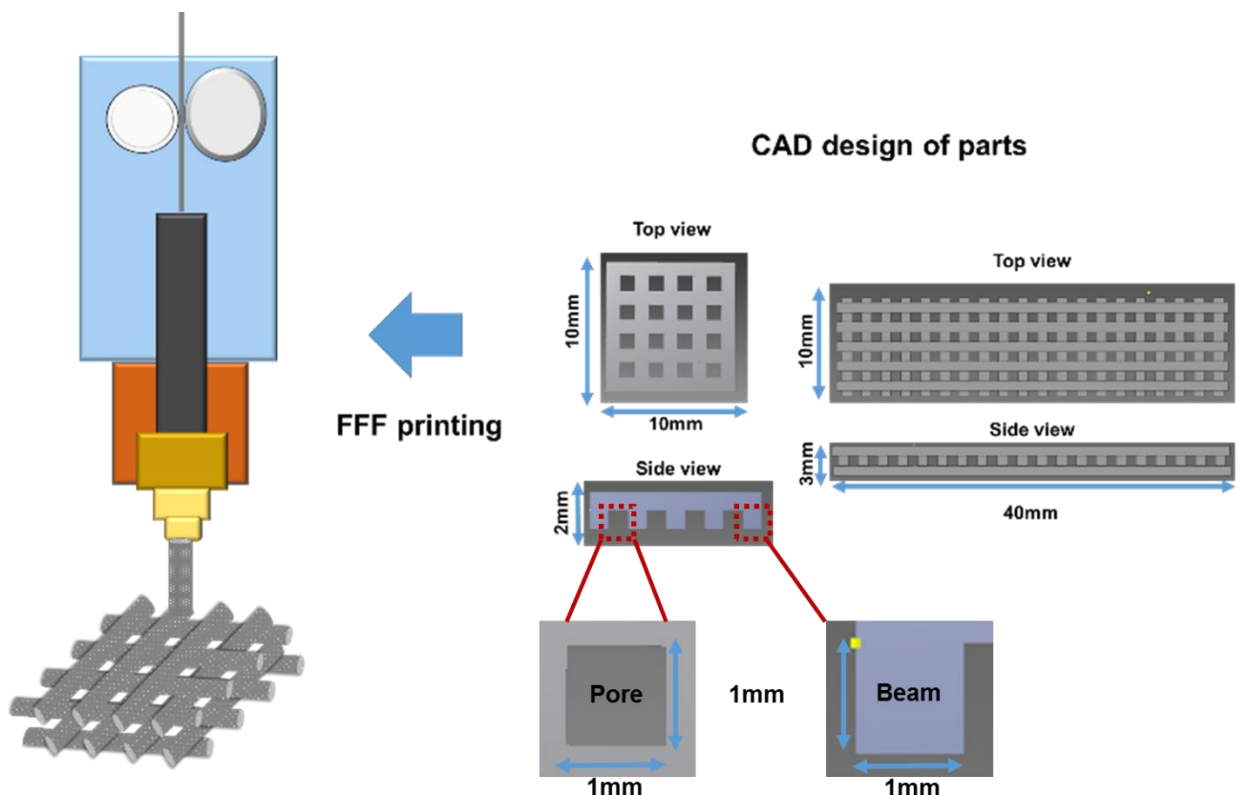 CAD design of parts
Top view
10mm
10mm
Top view
10mm
Side view
3mm
40mm
FFF printing
Side view
2mm
Pore
1mm
1mm
Beam
1mm